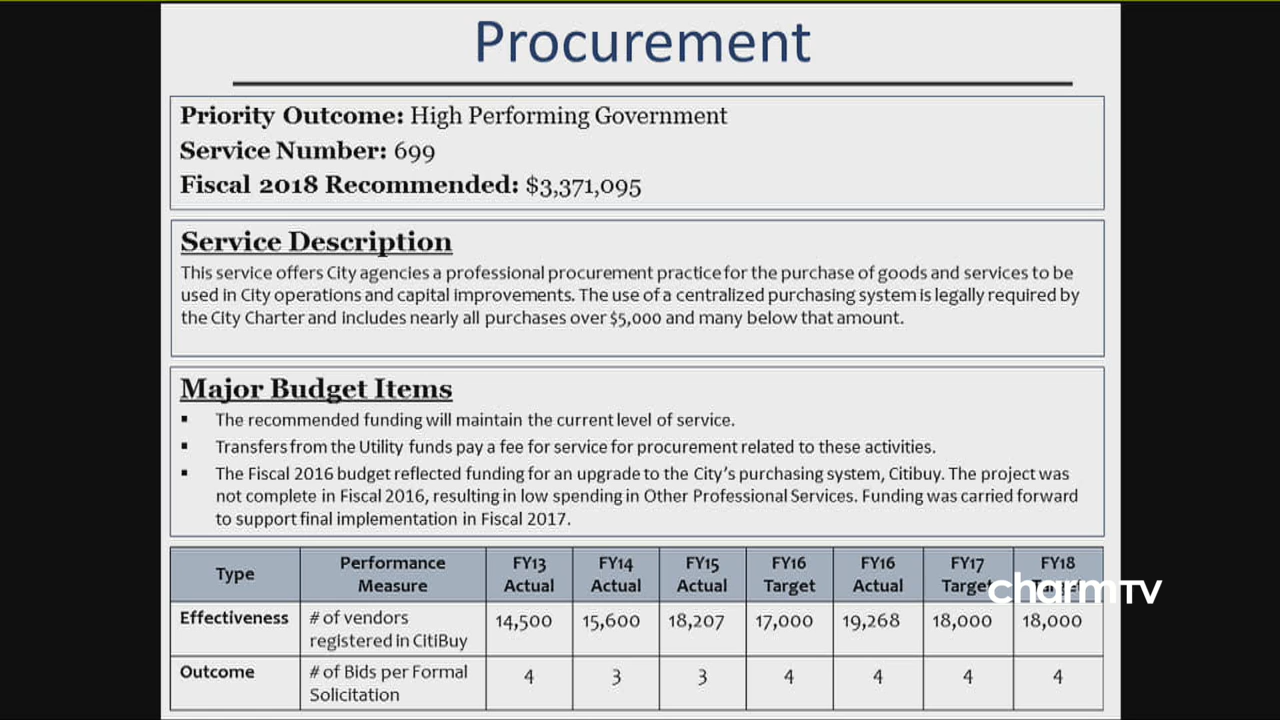 Procurement
Priority Outcome: High Performing Government
Service Number: 699
Fiscal 2018 Recommended: $3,371,095
Service Description
This service offers City agencies a professional procurement practice for the purchase of goods and services to be
used in City operations and capital improvements. The use of a centralized purchasing system is legally required by
the City Charter and includes nearly all purchases over $5,000 and many below that amount.
Major Budget Items
▪ The recommended funding will maintain the current level of service.
▪ Transfers from the Utility funds pay a fee for service for procurement related to these activities.
▪ The Fiscal 2016 budget reflected funding for an upgrade to the City's purchasing system, Citibuy. The project was
not complete in Fiscal 2016, resulting in low spending in Other Professional Services. Funding was carried forward
to support final implementation in Fiscal 2017.
Type Performance Measure FY13 Actual FY14 Actual FY15 Actual FY16 Target FY16 Actual FY17 Target FY18
charmTV
Effectiveness # of vendors registered in CitiBuy 14,500 15,600 18,207 17,000 19,268 18,000 18,000
Outcome # of Bids per Formal Solicitation 4 3 3 4 4 4 4